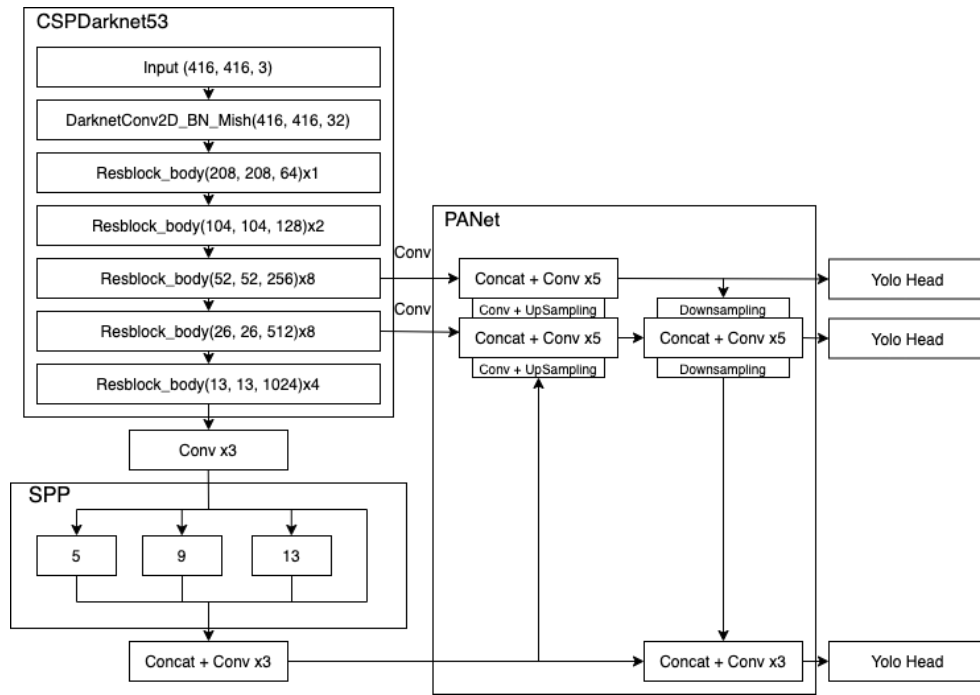 CSPDarknet53
Input (416, 416, 3)
DarknetConv2D_BN_Mish(416, 416, 32)
Resblock_body(208, 208, 64)x1
Resblock_body(104, 104, 128)x2
Resblock_body(52, 52, 256)x8
Resblock_body(26, 26, 512)x8
Resblock_body(13, 13, 1024)x4
Conv x3
SPP
5
9
13
Concat + Conv x3
Conv
Conv
PANet
Concat + Conv x5
Conv + UpSampling
Concat + Conv x5
Conv + UpSampling
Downsampling
Concat + Conv x5
Downsampling
Concat + Conv x3
Yolo Head
Yolo Head
Yolo Head